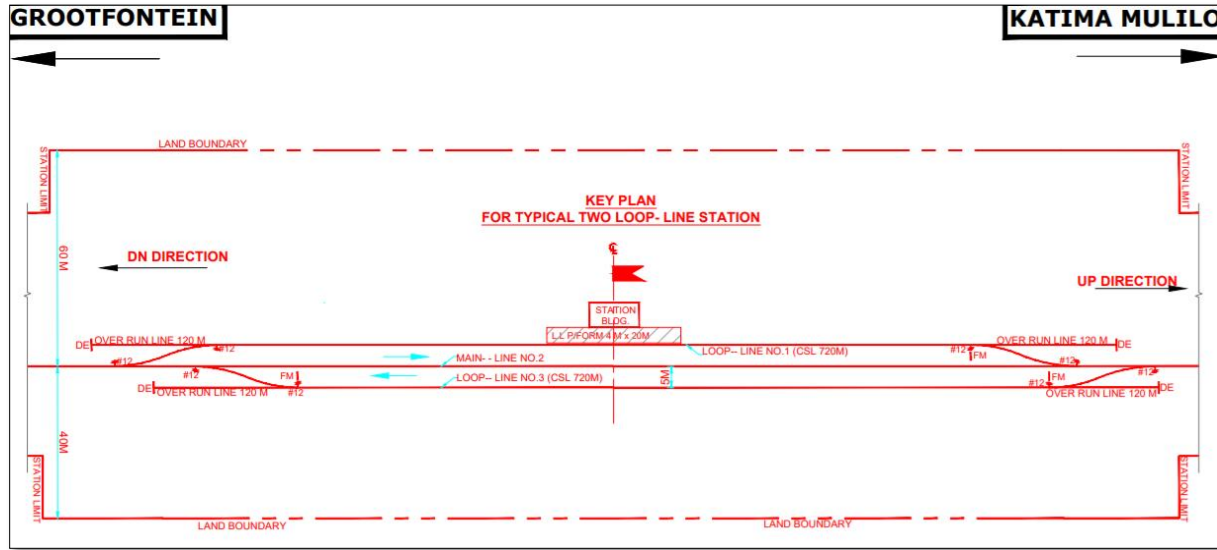 GROOTFONTEIN
KATIMA MULILO
LAND BOUNDARY
STATION LIMIT
STATION LIMIT
KEY PLAN
FOR TYPICAL TWO LOOP- LINE STATION
℄
60 M
DN DIRECTION
UP DIRECTION
STATION
BLDG.
L.L P/FORM 4 M x 20M
DE
OVER RUN LINE 120 M
#12
#12
LOOP-- LINE NO.1 (CSL 720M)
OVER RUN LINE 120 M
DE
#12
FM
#12
MAIN- - LINE NO.2
#12
FM
LOOP-- LINE NO.3 (CSL 720M)
5M
FM
#12
DE
OVER RUN LINE 120 M
#12
#12
OVER RUN LINE 120 M
DE
40M
STATION LIMIT
STATION LIMIT
LAND BOUNDARY
LAND BOUNDARY